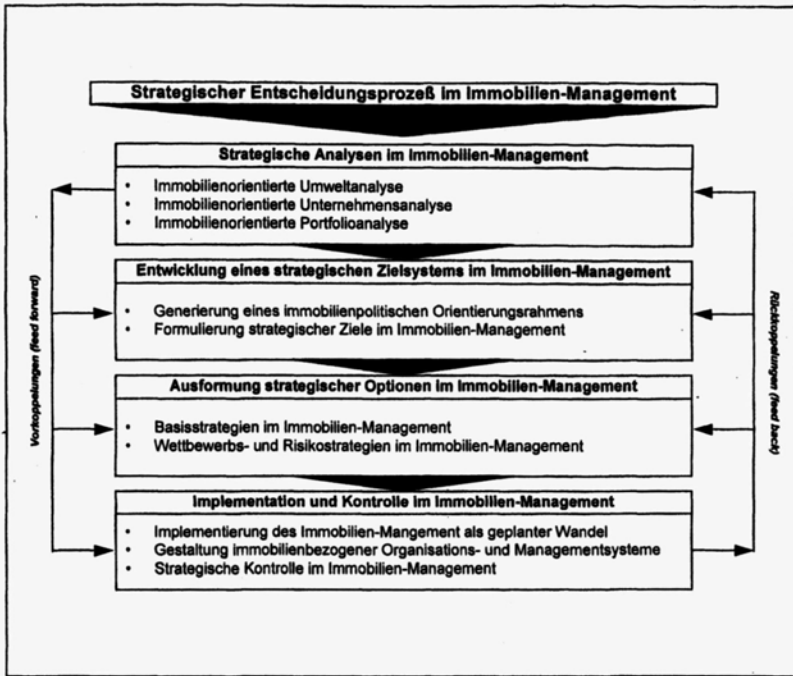 Strategischer Entscheidungsprozeß im Immobilien-Management
Strategische Analysen im Immobilien-Management
• Immobilienorientierte Umweltanalyse
• Immobilienorientierte Unternehmensanalyse
• Immobilienorientierte Portfolioanalyse
Entwicklung eines strategischen Zielsystems im Immobilien-Management
• Generierung eines immobilienpolitischen Orientierungsrahmens
• Formulierung strategischer Ziele im Immobilien-Management
Ausformung strategischer Optionen im Immobilien-Management
• Basisstrategien im Immobilien-Management
• Wettbewerbs- und Risikostrategien im Immobilien-Management
Implementation und Kontrolle im Immobilien-Management
• Implementierung des Immobilien-Mangement als geplanter Wandel
• Gestaltung immobilienbezogener Organisations- und Managementsysteme
• Strategische Kontrolle im Immobilien-Management
Vorkoppelungen (feed forward)
Rückkoppelungen (feed back)